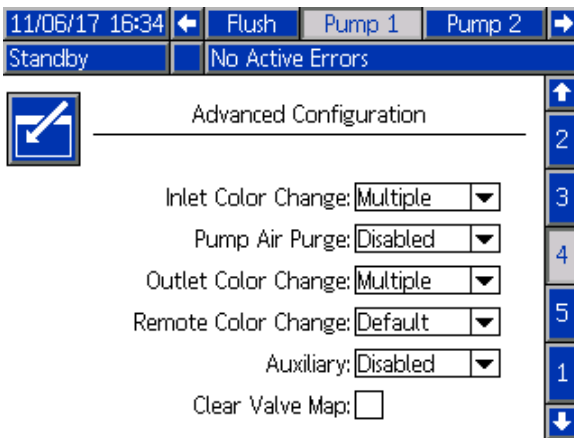 11/06/17 16:34 Flush Pump 1 Pump 2
Standby No Active Errors
Advanced Configuration
2
Inlet Color Change: Multiple
3
Pump Air Purge: Disabled
4
Outlet Color Change: Multiple
5
Remote Color Change: Default
Auxiliary: Disabled
1
Clear Valve Map: